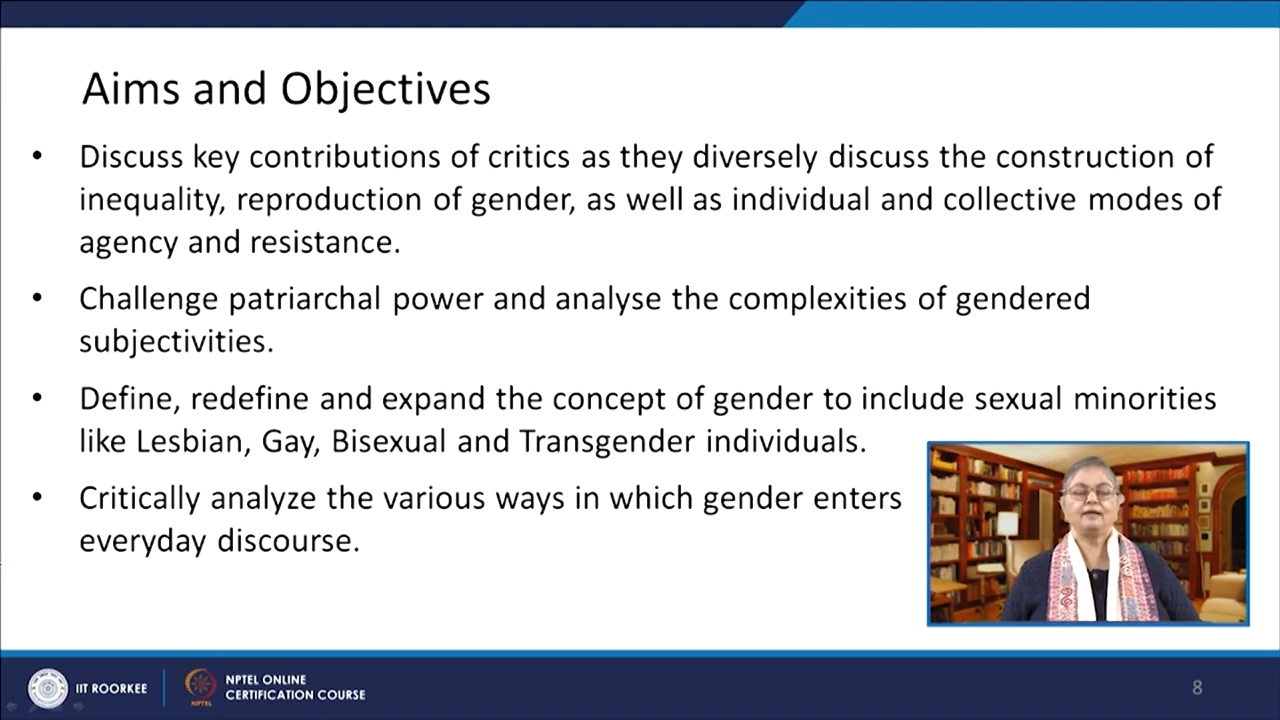 Aims and Objectives
• Discuss key contributions of critics as they diversely discuss the construction of
inequality, reproduction of gender, as well as individual and collective modes of
agency and resistance.
• Challenge patriarchal power and analyse the complexities of gendered
subjectivities.
• Define, redefine and expand the concept of gender to include sexual minorities
like Lesbian, Gay, Bisexual and Transgender individuals.
• Critically analyze the various ways in which gender enters
everyday discourse.
IIT ROORKEE
NPTEL
NPTEL ONLINE
CERTIFICATION COURSE
8